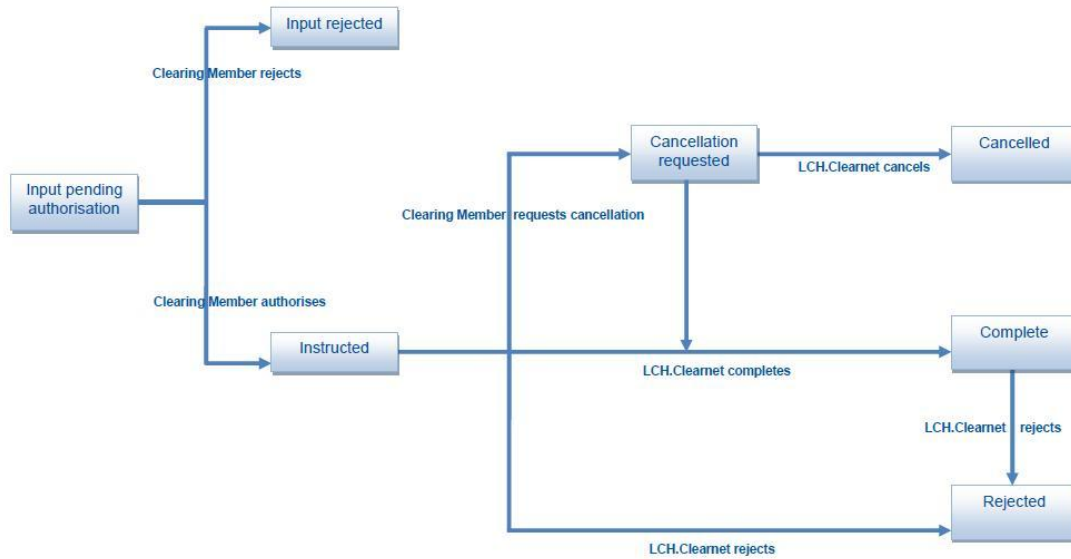 Input rejected
Clearing Member rejects
Cancellation
requested
Cancelled
LCH.Clearnet cancels
Input pending
authorisation
Clearing Member requests cancellation
Clearing Member authorises
Instructed
Complete
LCH.Clearnet completes
LCH.Clearnet rejects
Rejected
LCH.Clearnet rejects